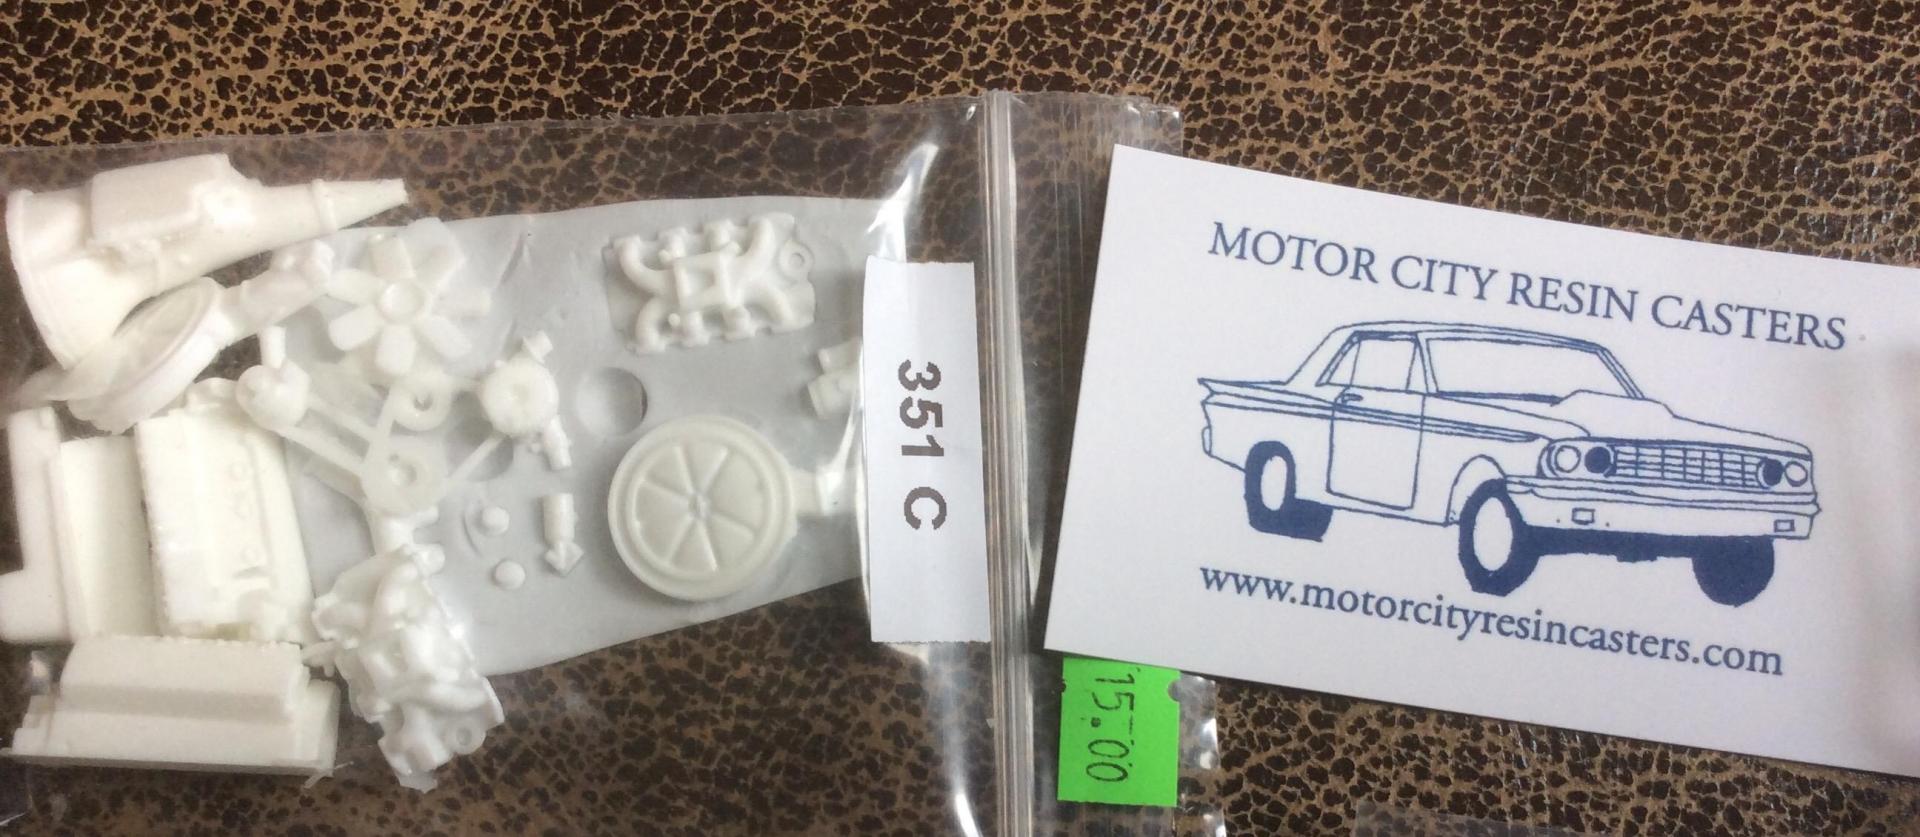 351 C
MOTOR CITY RESIN CASTERS
www.motorcityresincasters.com
15.00